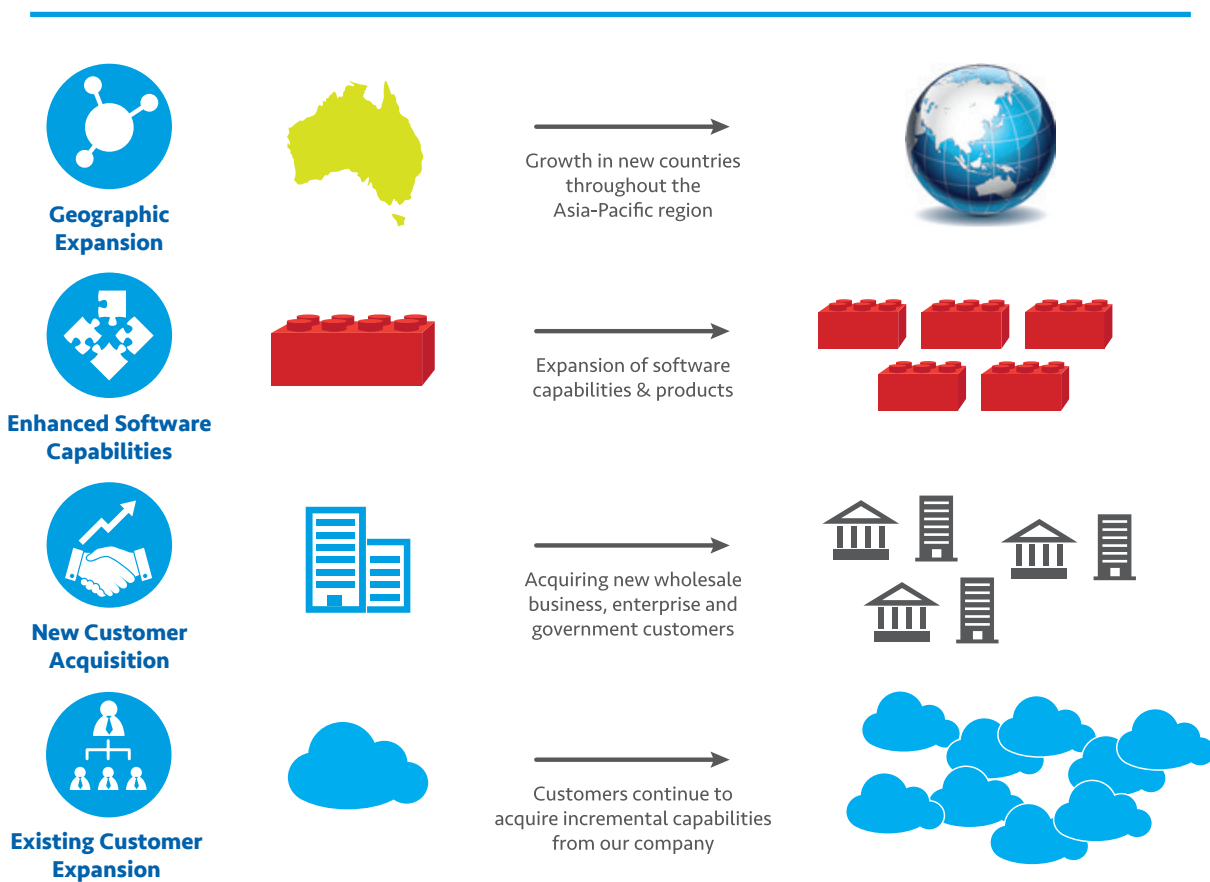 Geographic
Expansion
Growth in new countries
throughout the
Asia-Pacific region
Enhanced Software
Capabilities
Expansion of software
capabilities & products
New Customer
Acquisition
Acquiring new wholesale
business, enterprise and
government customers
Existing Customer
Expansion
Customers continue to
acquire incremental capabilities
from our company